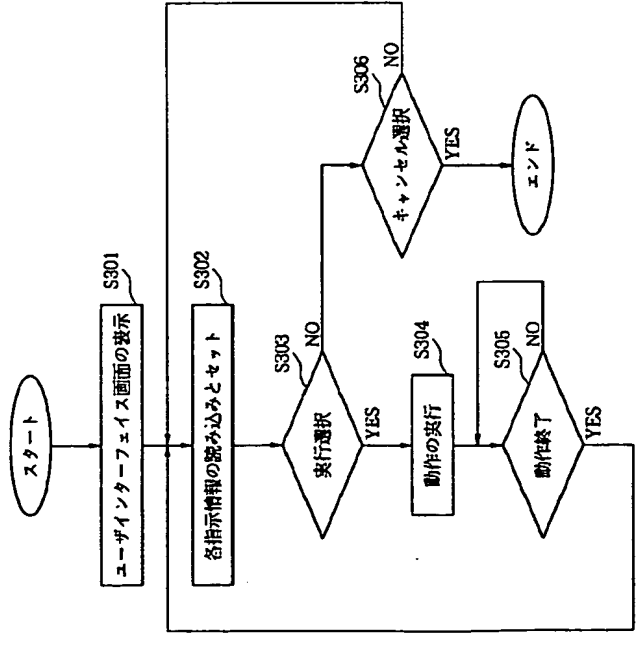 スタート
S301
ユーザインターフェイス画面の表示
S302
各指示情報の読み込みとセット
S303
実行選択
NO
YES
S304
動作の実行
S305
動作終了
NO
YES
S306
キャンセル選択
NO
YES
エンド